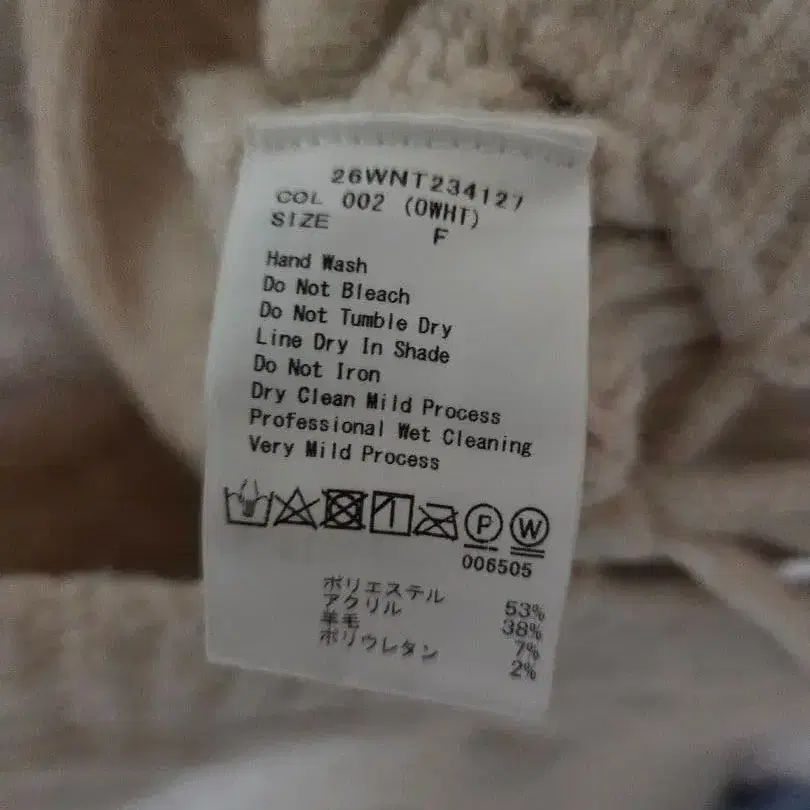 26WNT234127
COL 002 (OWHT)
SIZE F
Hand Wash
Do Not Bleach
Do Not Tumble Dry
Line Dry In Shade
Do Not Iron
Dry Clean Mild Process
Professional Wet Cleaning
Very Mild Process
P W
006505
ポリエステル 53%
アクリル 38%
羊毛 7%
ポリウレタン 2%